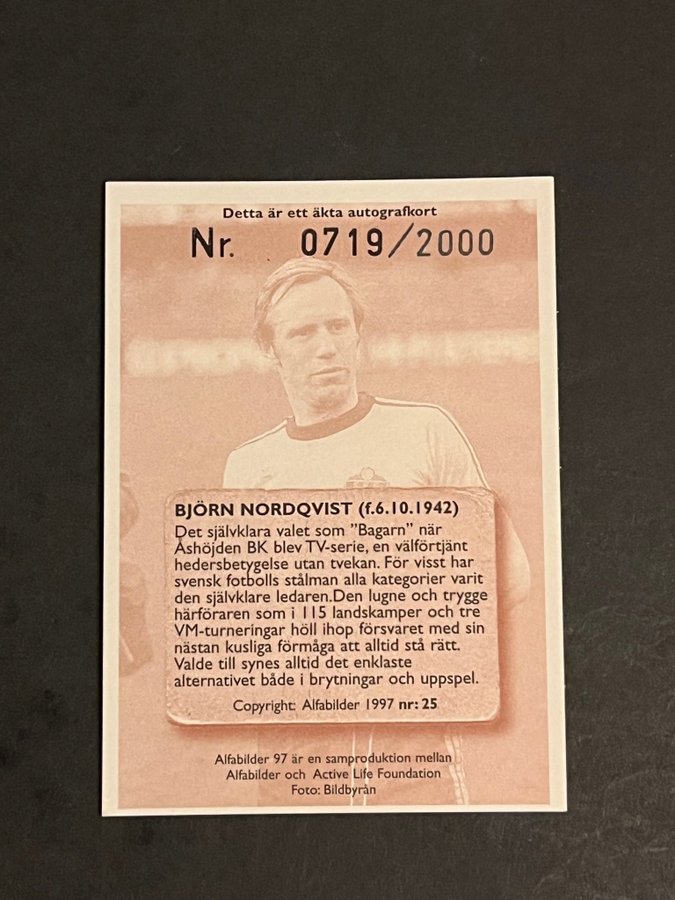 Detta är ett äkta autografkort
Nr. 0719/2000
BJÖRN NORDQVIST (f.6.10.1942)
Det självklara valet som ”Bagarn” när
Åshöjden BK blev TV-serie, en välförtjänt
hedersbetygelse utan tvekan. För visst har
svensk fotbolls stålman alla kategorier varit
den självklare ledaren.Den lugne och trygge
härföraren som i 115 landskamper och tre
VM-turneringar höll ihop försvaret med sin
nästan kusliga förmåga att alltid stå rätt.
Valde till synes alltid det enklaste
alternativet både i brytningar och uppspel.
Copyright: Alfabilder 1997 nr: 25
Alfabilder 97 är en samproduktion mellan
Alfabilder och Active Life Foundation
Foto: Bildbyrån